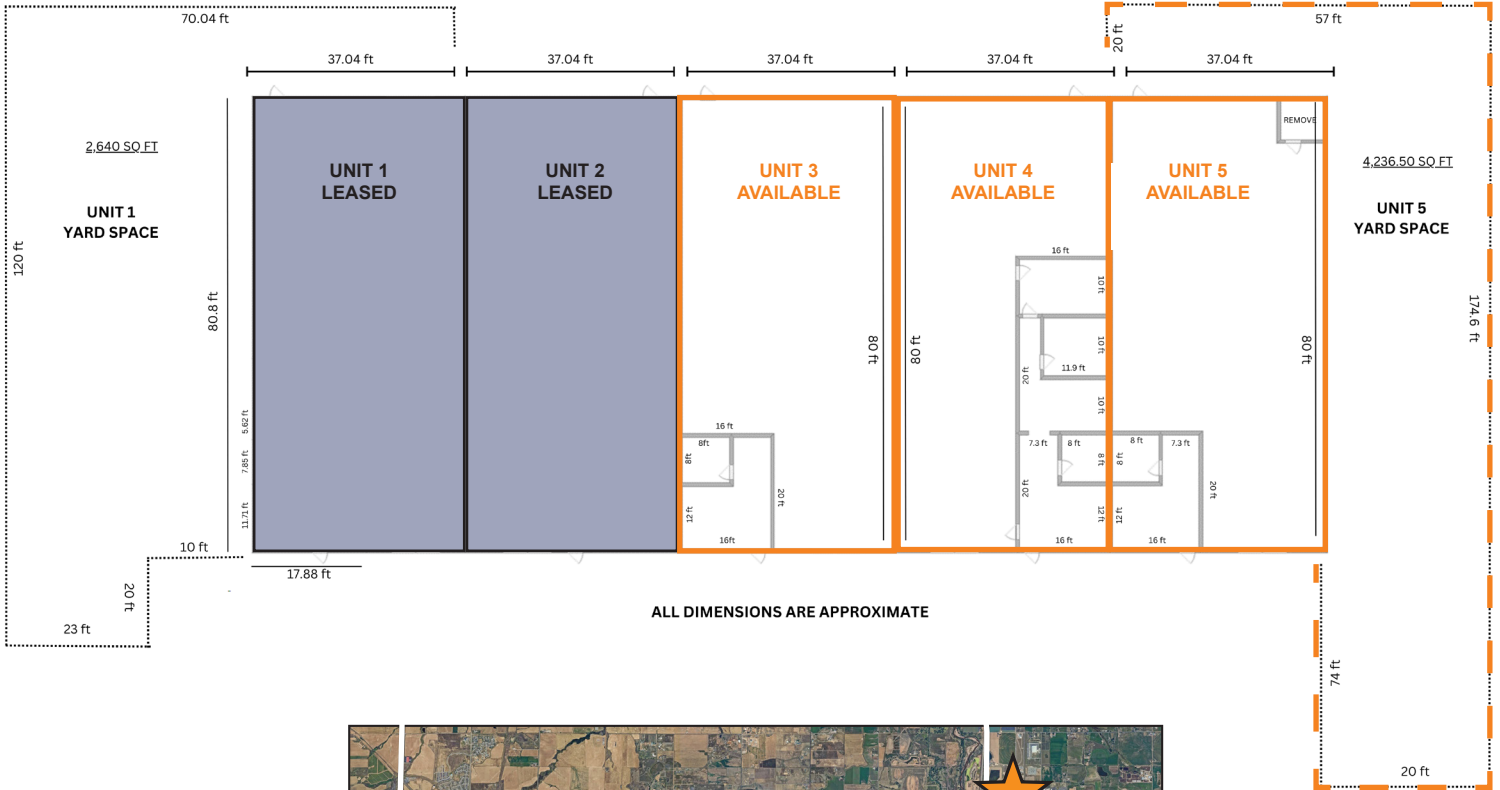 70.04 ft
57 ft
20 ft
37.04 ft
37.04 ft
37.04 ft
37.04 ft
37.04 ft
REMOVE
2,640 SQ FT
UNIT 1
YARD SPACE
120 ft
80.8 ft
UNIT 1
LEASED
UNIT 2
LEASED
UNIT 3
AVAILABLE
UNIT 4
AVAILABLE
UNIT 5
AVAILABLE
4,236.50 SQ FT
UNIT 5
YARD SPACE
174.6 ft
80 ft
80 ft
80 ft
16 ft
10 ft
10 ft
11.9 ft
20 ft
10 ft
5.62 ft
7.85 ft
11.71 ft
16 ft
8ft
8ft
20 ft
12 ft
16ft
7.3 ft
8 ft
8 ft
20 ft
12 ft
16 ft
8 ft
7.3 ft
8 ft
20 ft
12 ft
16 ft
10 ft
20 ft
23 ft
17.88 ft
ALL DIMENSIONS ARE APPROXIMATE
74 ft
20 ft